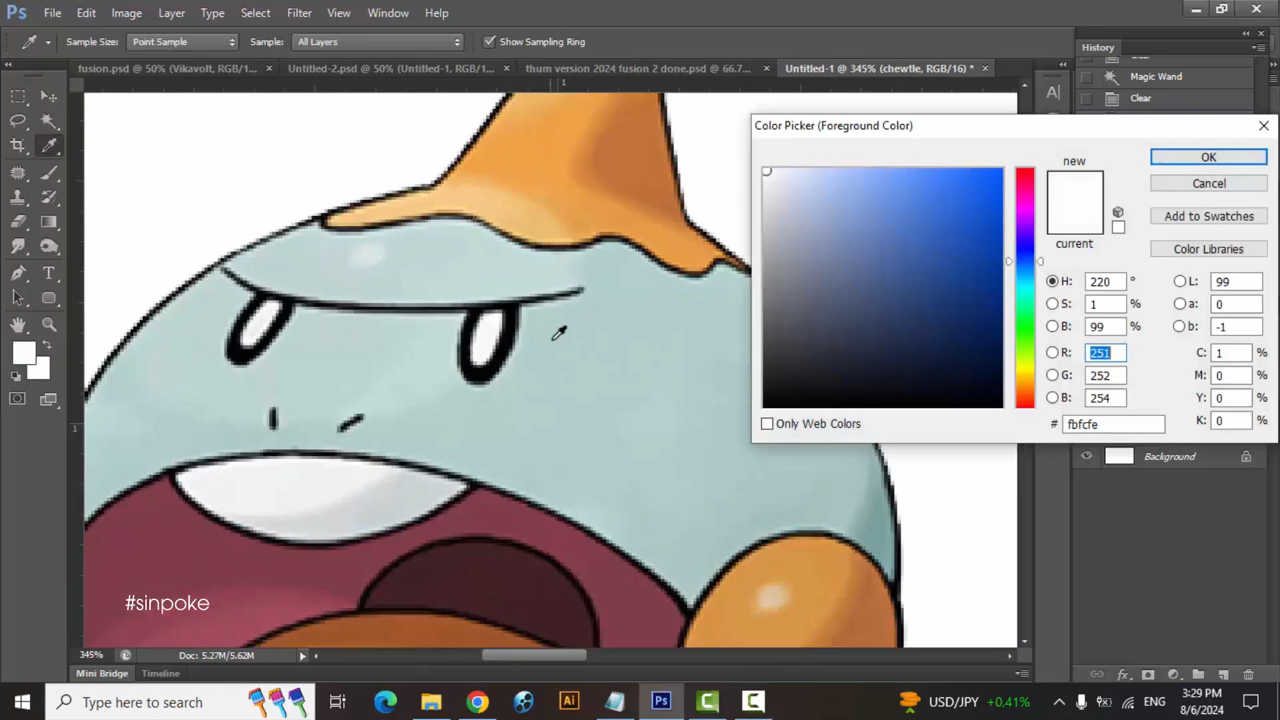 Ps File Edit Image Layer Type Select Filter View Window Help
Sample Size: Point Sample Sample: All Layers Show Sampling Ring
fusion.psd @ 50% (Vikavolt, RGB/1... × Untitled-2.psd @ 50% (Untitled-1, RGB/1... × thum version 2024 fusion 2 done.psd @ 66.7... × Untitled-1 @ 345% (chewtle, RGB/16) * ×
History
Magic Wand
Clear
1
Color Picker (Foreground Color)
new
current
OK
Cancel
Add to Swatches
Color Libraries
H: 220 °
S: 1 %
B: 99 %
R: 251
G: 252
B: 254
L: 99
a: 0
b: -1
C: 1 %
M: 0 %
Y: 0 %
K: 0 %
Only Web Colors
# fbfcfe
Background
#sinpoke
345% Doc: 5.27M/5.62M
Mini Bridge Timeline
Type here to search
Ai Ps
USD/JPY +0,41%
ENG
3:29 PM
8/6/2024